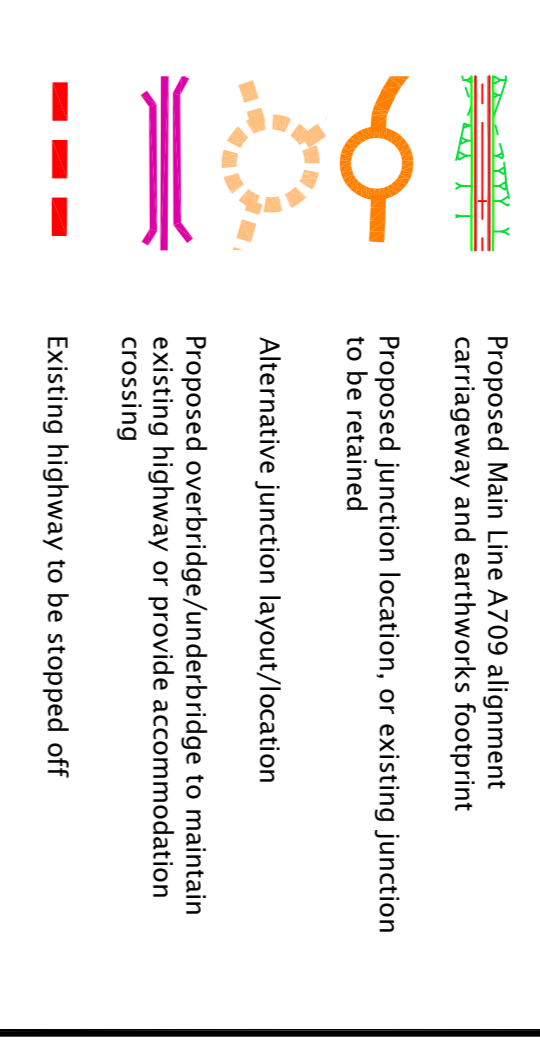 Proposed Main Line A709 alignment
carriageway and earthworks footprint
Proposed junction location, or existing junction
to be retained
Alternative junction layout/location
Proposed overbridge/underbridge to maintain
existing highway or provide accommodation
crossing
Existing highway to be stopped off